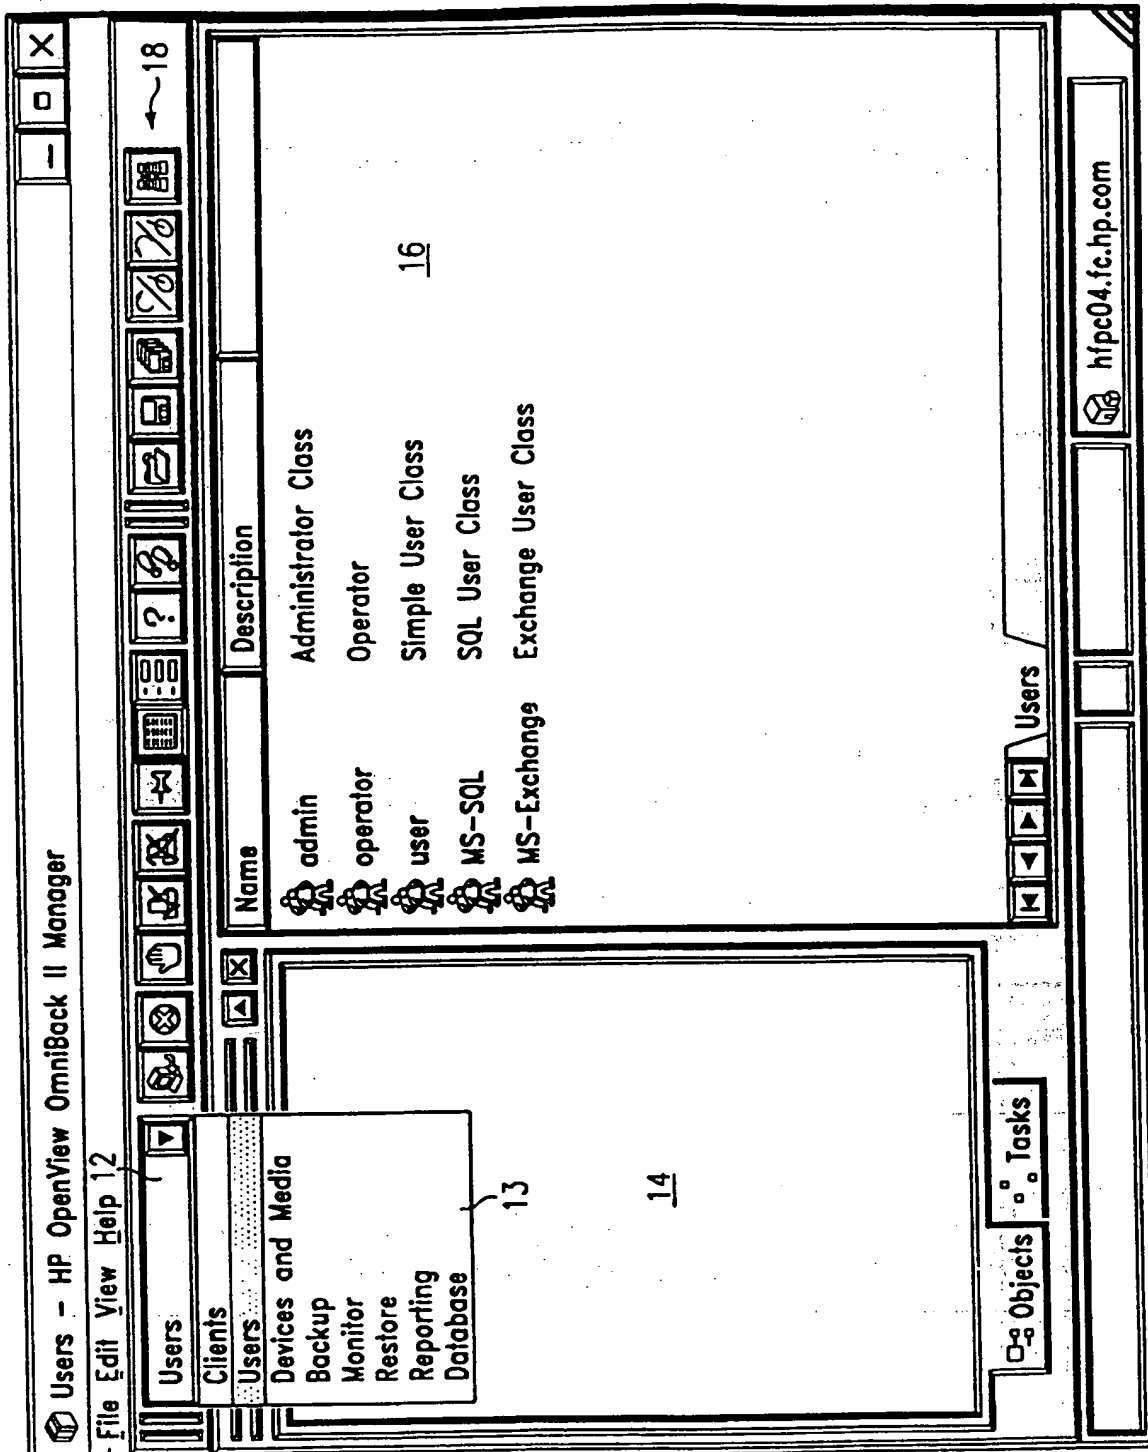 Users - HP OpenView OmniBack II Manager
File Edit View Help 12
Users
18
Clients
Users
Devices and Media
Backup
Monitor
Restore
Reporting
Database
13
14
Objects
Tasks
Name Description
admin Administrator Class
operator Operator
user Simple User Class
MS-SQL SQL User Class
MS-Exchange Exchange User Class
16
Users
hfpc04.fc.hp.com